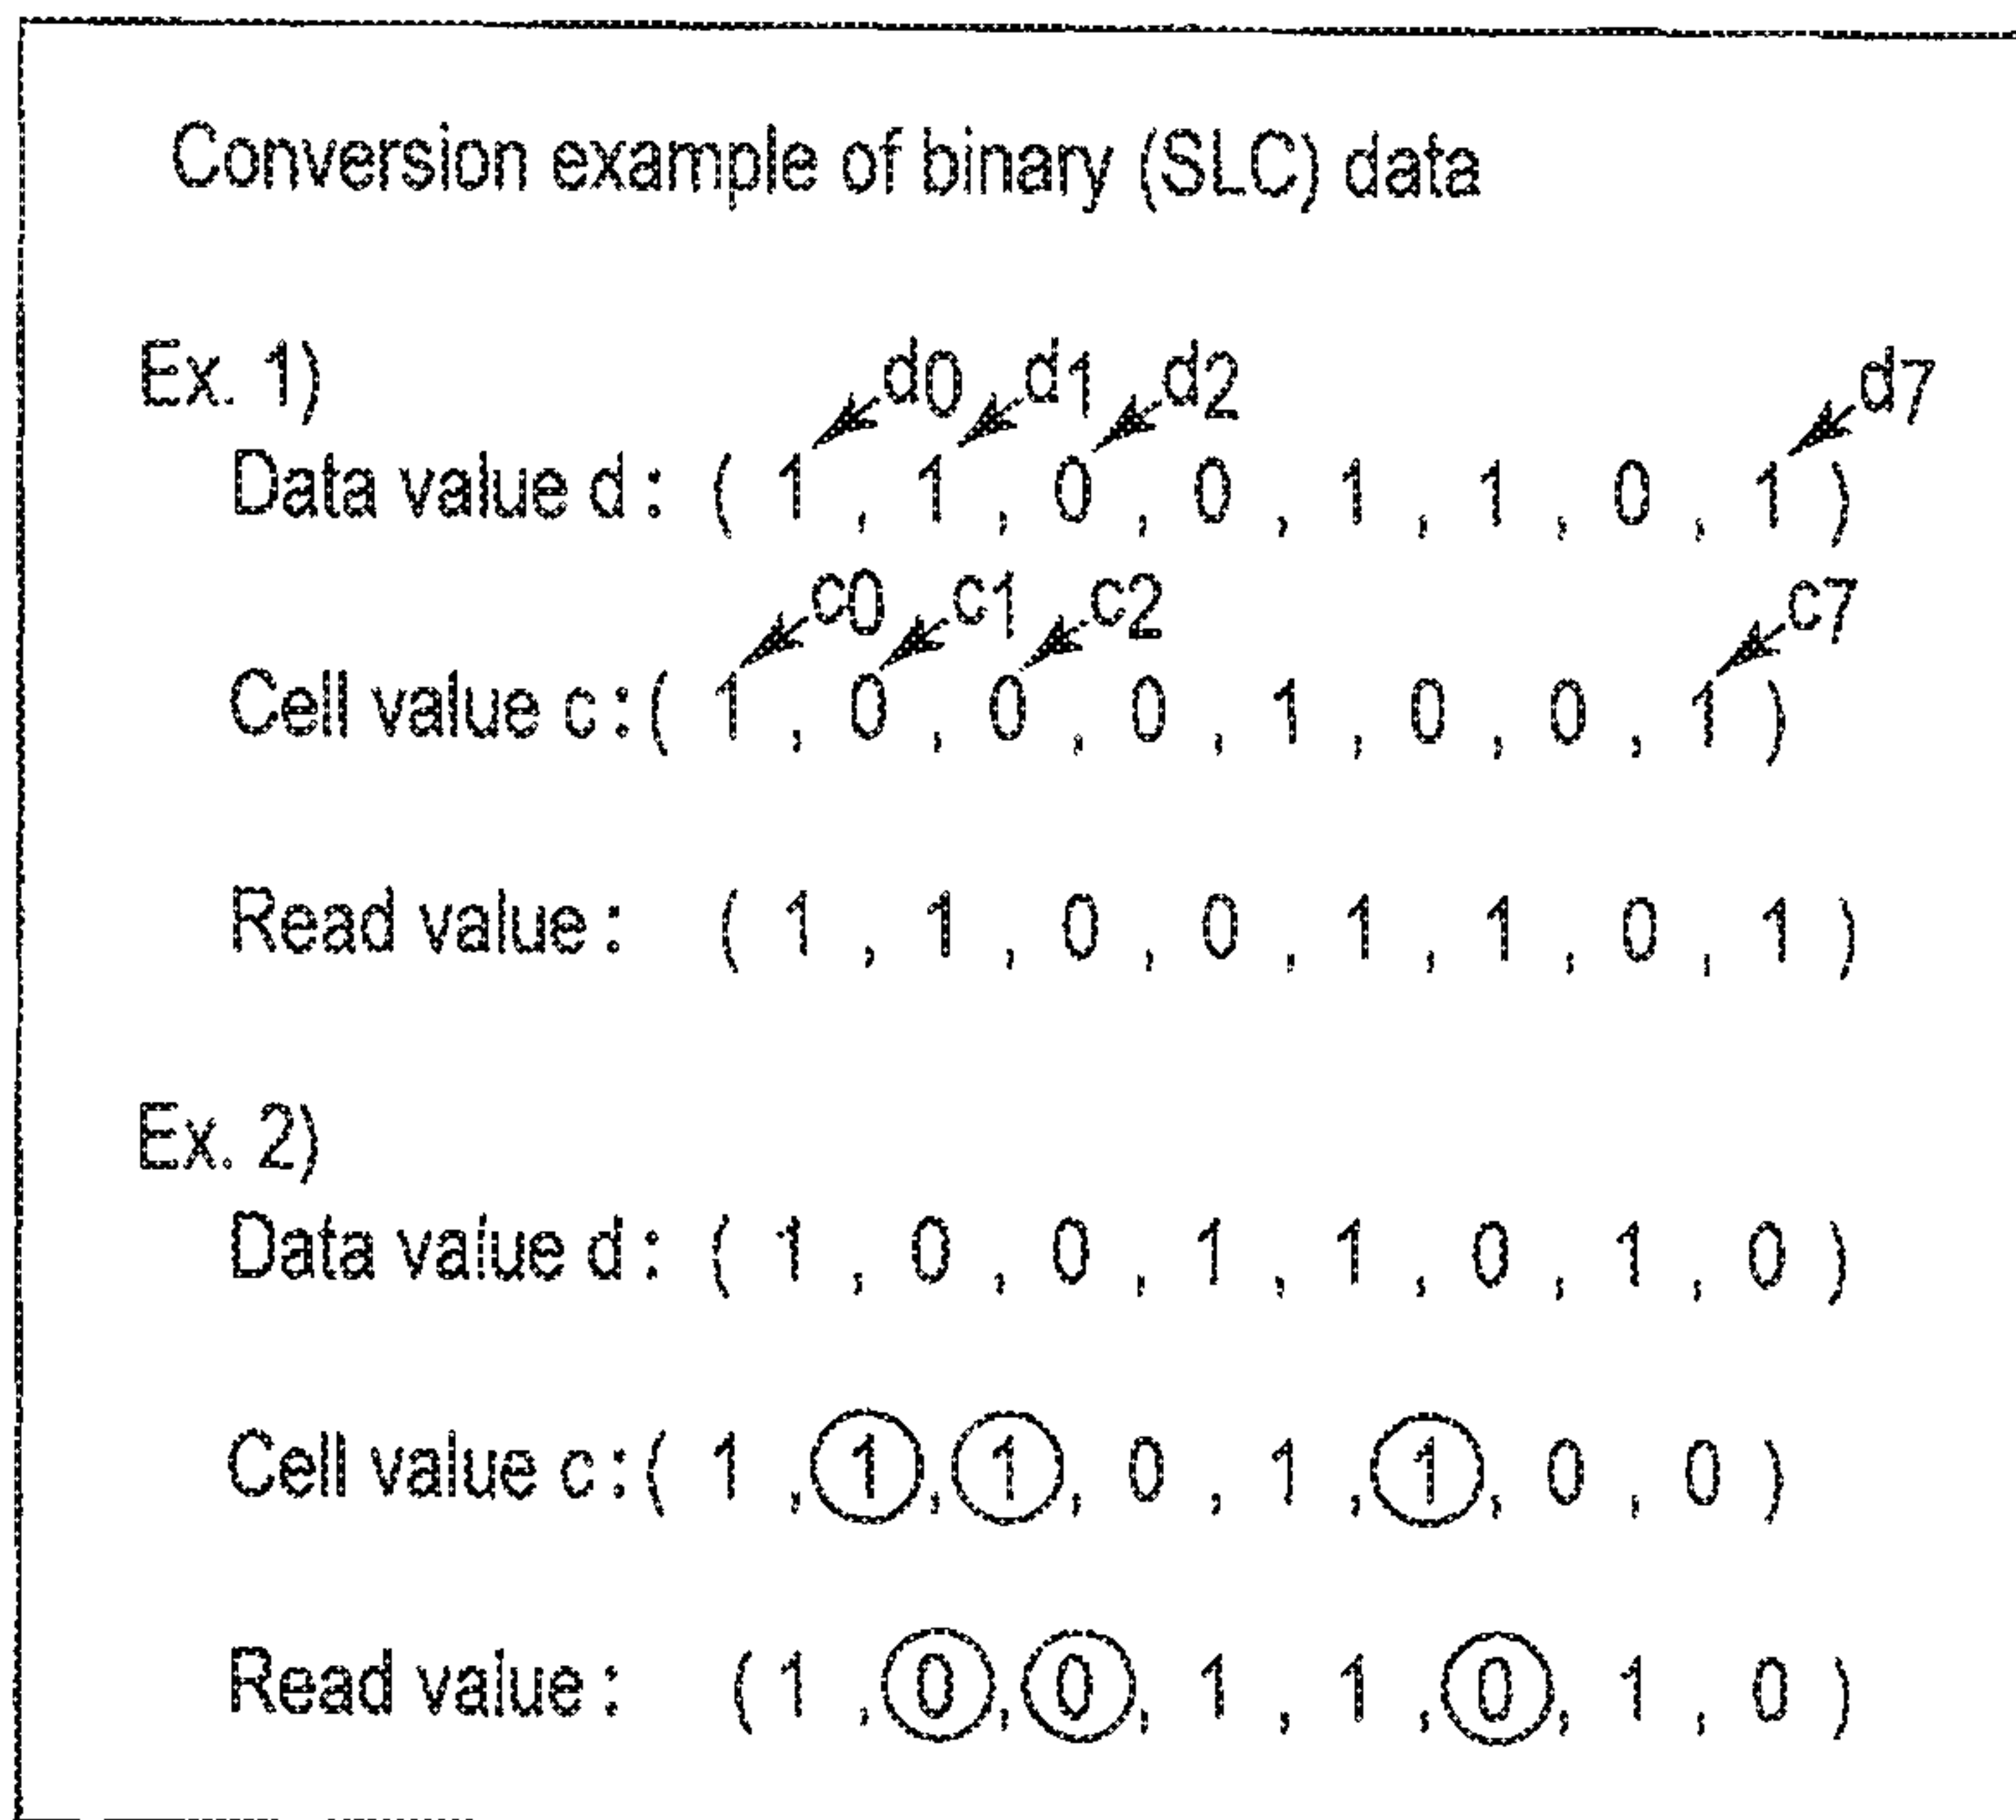 Conversion example of binary (SLC) data
Ex. 1)
d0 d1 d2 d7
Data value d : ( 1 , 1 , 0 , 0 , 1 , 1 , 0 , 1 )
c0 c1 c2 c7
Cell value c : ( 1 , 0 , 0 , 0 , 1 , 0 , 0 , 1 )
Read value : ( 1 , 1 , 0 , 0 , 1 , 1 , 0 , 1 )
Ex. 2)
Data value d : ( 1 , 0 , 0 , 1 , 1 , 0 , 1 , 0 )
Cell value c : ( 1 , 1 , 1 , 0 , 1 , 1 , 0 , 0 )
Read value : ( 1 , 0 , 0 , 1 , 1 , 0 , 1 , 0 )